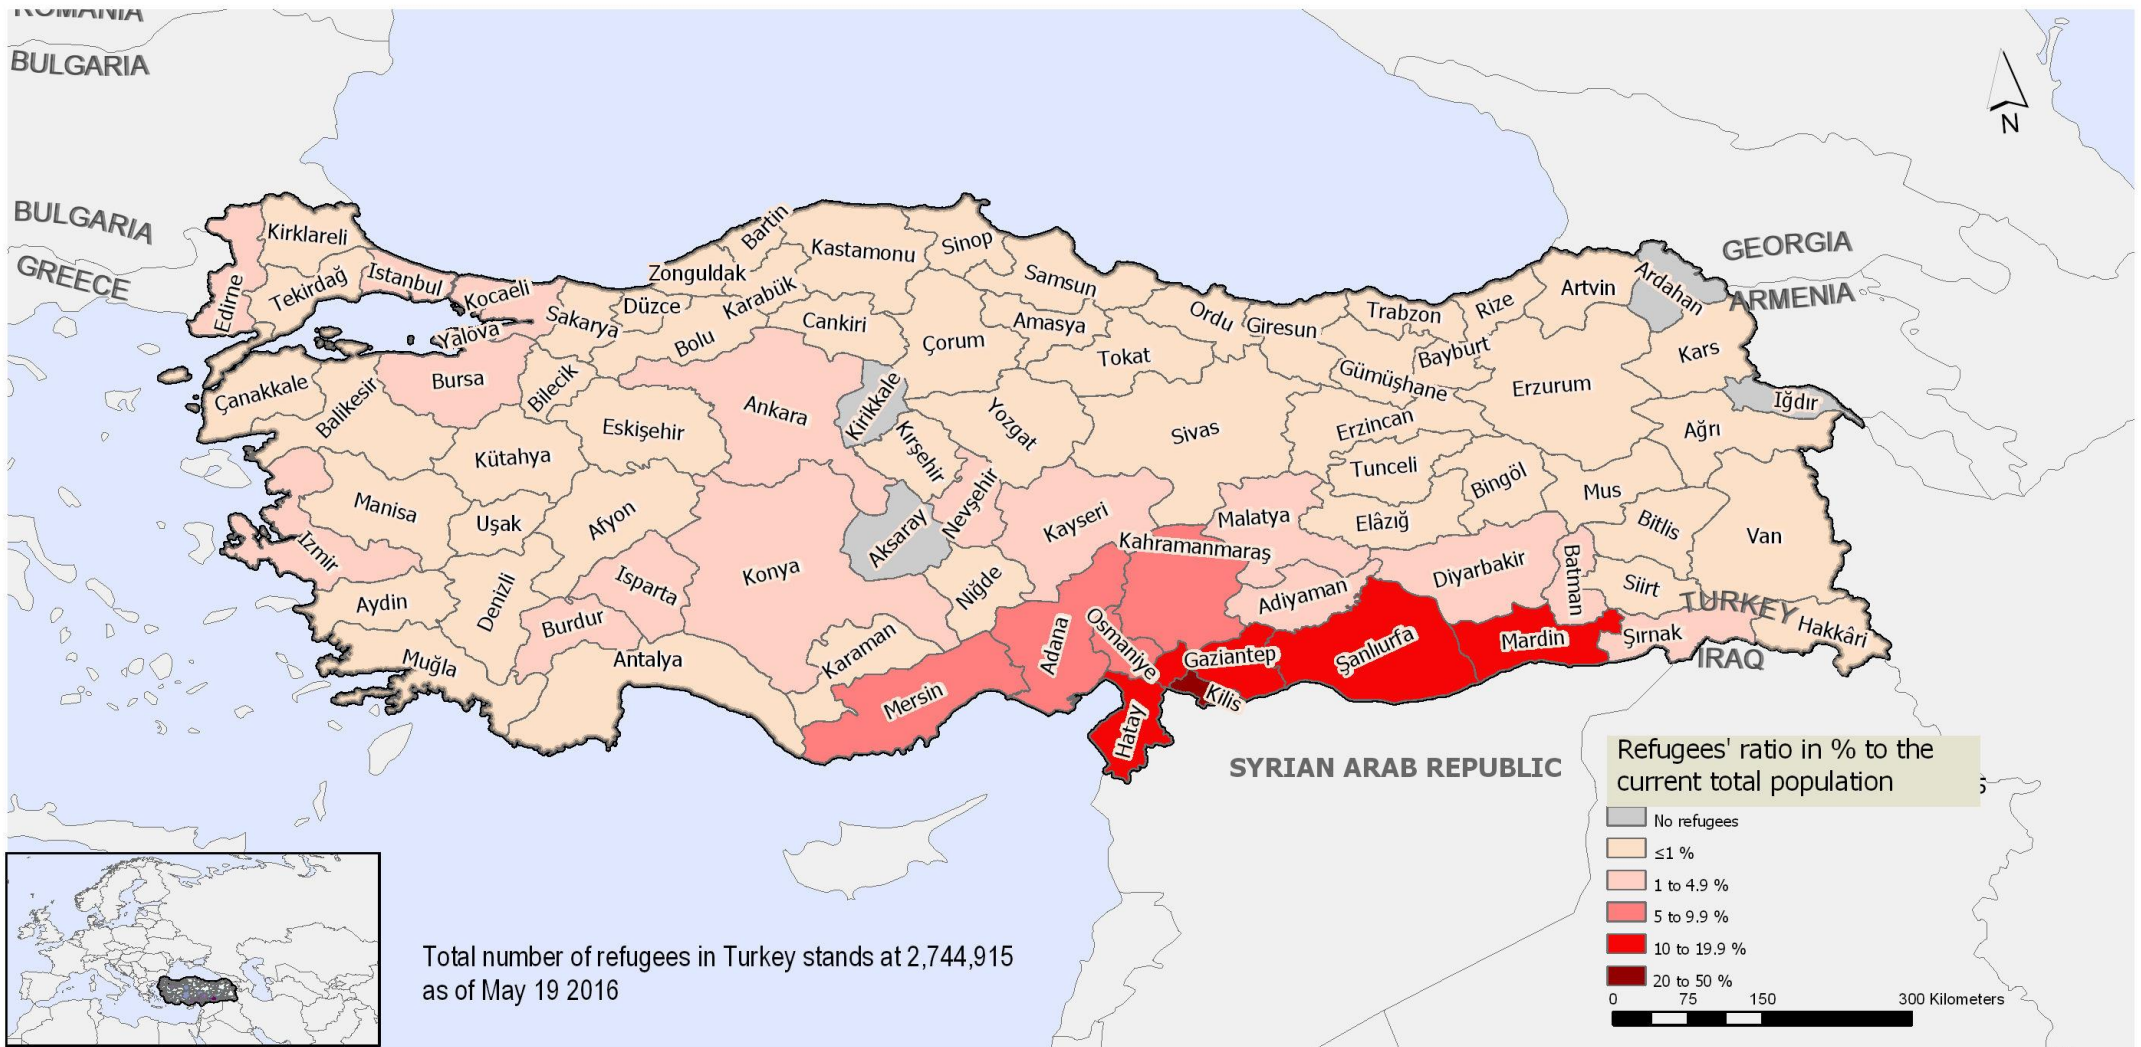 ROMANIA
BULGARIA
N
BULGARIA
GREECE
GEORGIA
ARMENIA
Kirklareli
Edirne
Tekirdağ
Istanbul
Kocaeli
Yalova
Sakarya
Düzce
Zonguldak
Bartin
Karabük
Kastamonu
Sinop
Samsun
Bolu
Cankiri
Çorum
Amasya
Tokat
Ordu
Giresun
Trabzon
Rize
Artvin
Ardahan
Gümüşhane
Bayburt
Erzurum
Kars
Iğdır
Ağrı
Çanakkale
Balikesir
Bursa
Bilecik
Eskişehir
Kütahya
Ankara
Kirikkale
Kırşehir
Yozgat
Sivas
Erzincan
Tunceli
Bingöl
Mus
Bitlis
Van
Manisa
Uşak
Afyon
Izmir
Aydin
Denizli
Isparta
Burdur
Konya
Aksaray
Nevşehir
Niğde
Kayseri
Malatya
Elâzığ
Kahramanmaraş
Adiyaman
Diyarbakir
Batman
Siirt
TURKEY
Hakkâri
Şırnak
IRAQ
Mardin
Şanlıurfa
Gaziantep
Kilis
Osmaniye
Adana
Hatay
Mersin
Karaman
Antalya
Muğla
SYRIAN ARAB REPUBLIC
Refugees' ratio in % to the
current total population
No refugees
≤1 %
1 to 4.9 %
5 to 9.9 %
10 to 19.9 %
20 to 50 %
0 75 150 300 Kilometers
Total number of refugees in Turkey stands at 2,744,915
as of May 19 2016